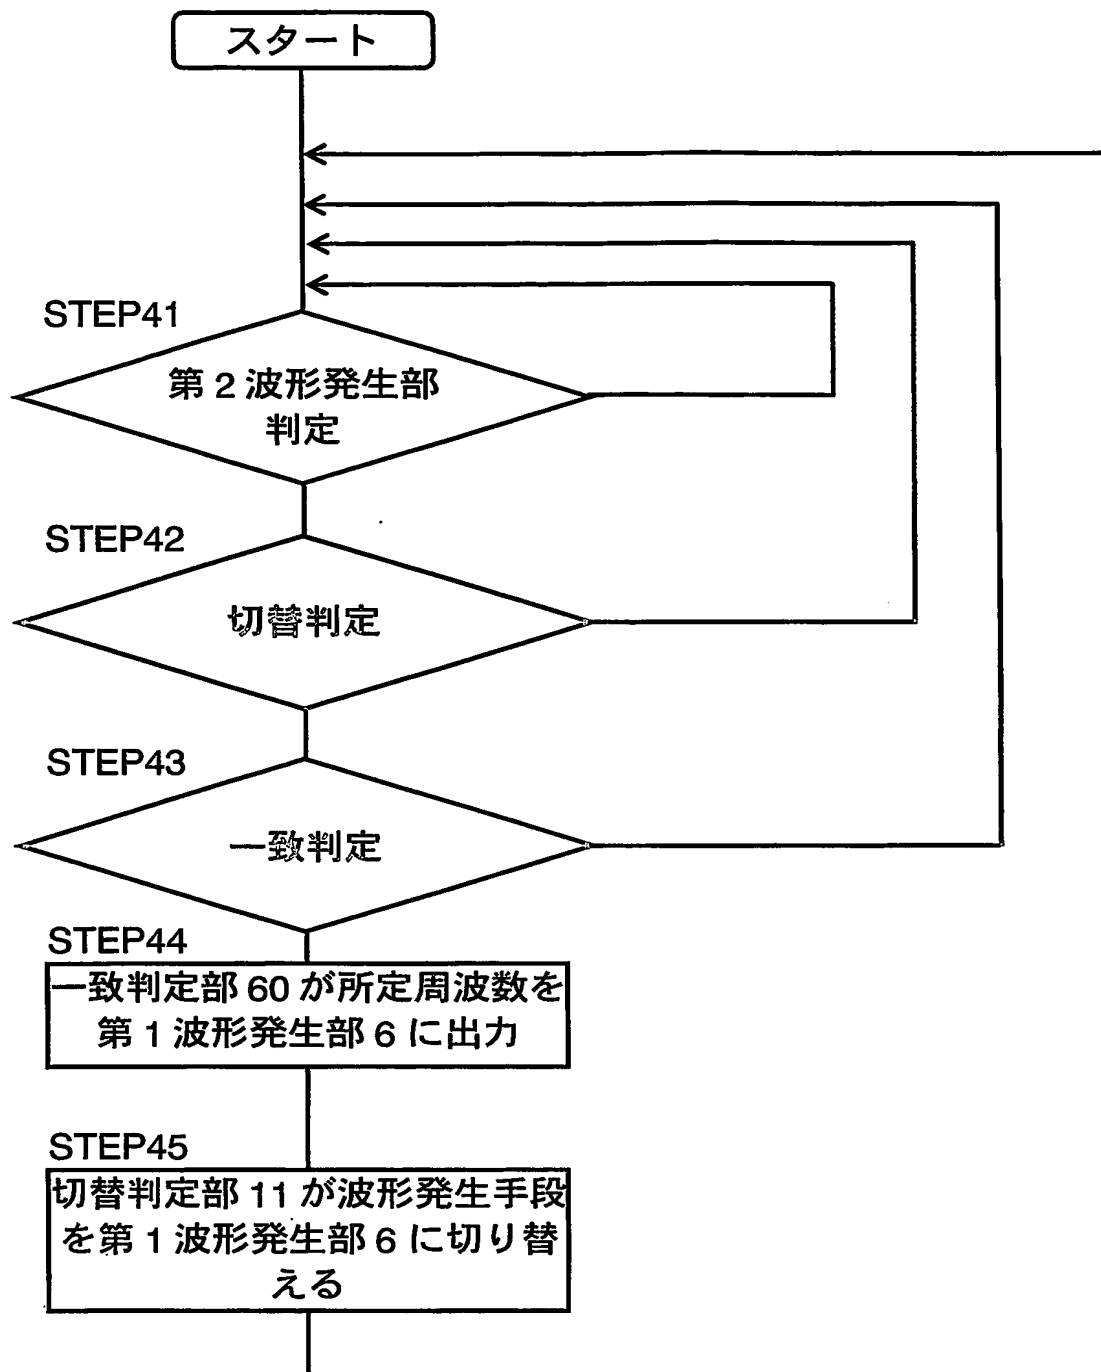 スタート
STEP41
第2波形発生部
判定
STEP42
切替判定
STEP43
一致判定
STEP44
一致判定部60が所定周波数を
第1波形発生部6に出力
STEP45
切替判定部11が波形発生手段
を第1波形発生部6に切り替
える